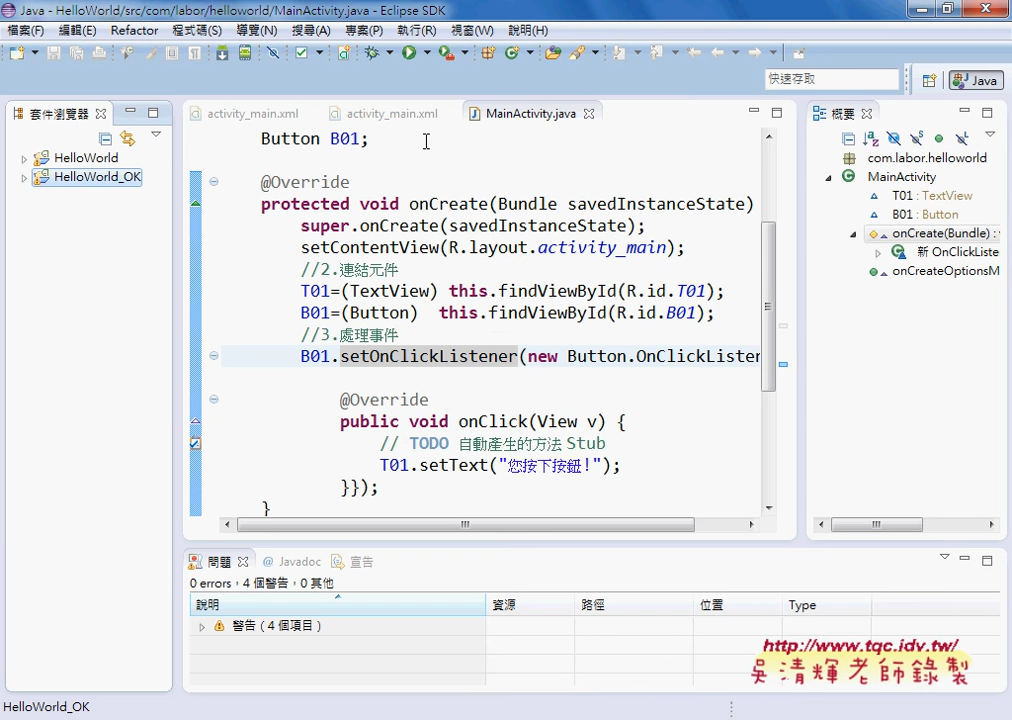 Java - HelloWorld/src/com/labor/helloworld/MainActivity.java - Eclipse SDK
檔案(F) 編輯(E) Refactor 程式碼(S) 導覽(N) 搜尋(A) 專案(P) 執行(R) 視窗(W) 說明(H)
快速存取
Java
套件瀏覽器
HelloWorld
HelloWorld_OK
activity_main.xml activity_main.xml MainActivity.java
Button B01;
@Override
protected void onCreate(Bundle savedInstanceState)
super.onCreate(savedInstanceState);
setContentView(R.layout.activity_main);
//2.連結元件
T01=(TextView) this.findViewById(R.id.T01);
B01=(Button)  this.findViewById(R.id.B01);
//3.處理事件
B01.setOnClickListener(new Button.OnClickListen
@Override
public void onClick(View v) {
// TODO 自動產生的方法 Stub
T01.setText("您按下按鈕!");
}});
}
概要
com.labor.helloworld
MainActivity
T01 : TextView
B01 : Button
onCreate(Bundle) :
新 OnClickListe
onCreateOptionsM
問題 @ Javadoc 宣告
0 errors，4 個警告，0 其他
說明 資源 路徑 位置 Type
警告 ( 4 個項目 )
http://www.tqc.idv.tw/
吳清輝老師錄製
HelloWorld_OK